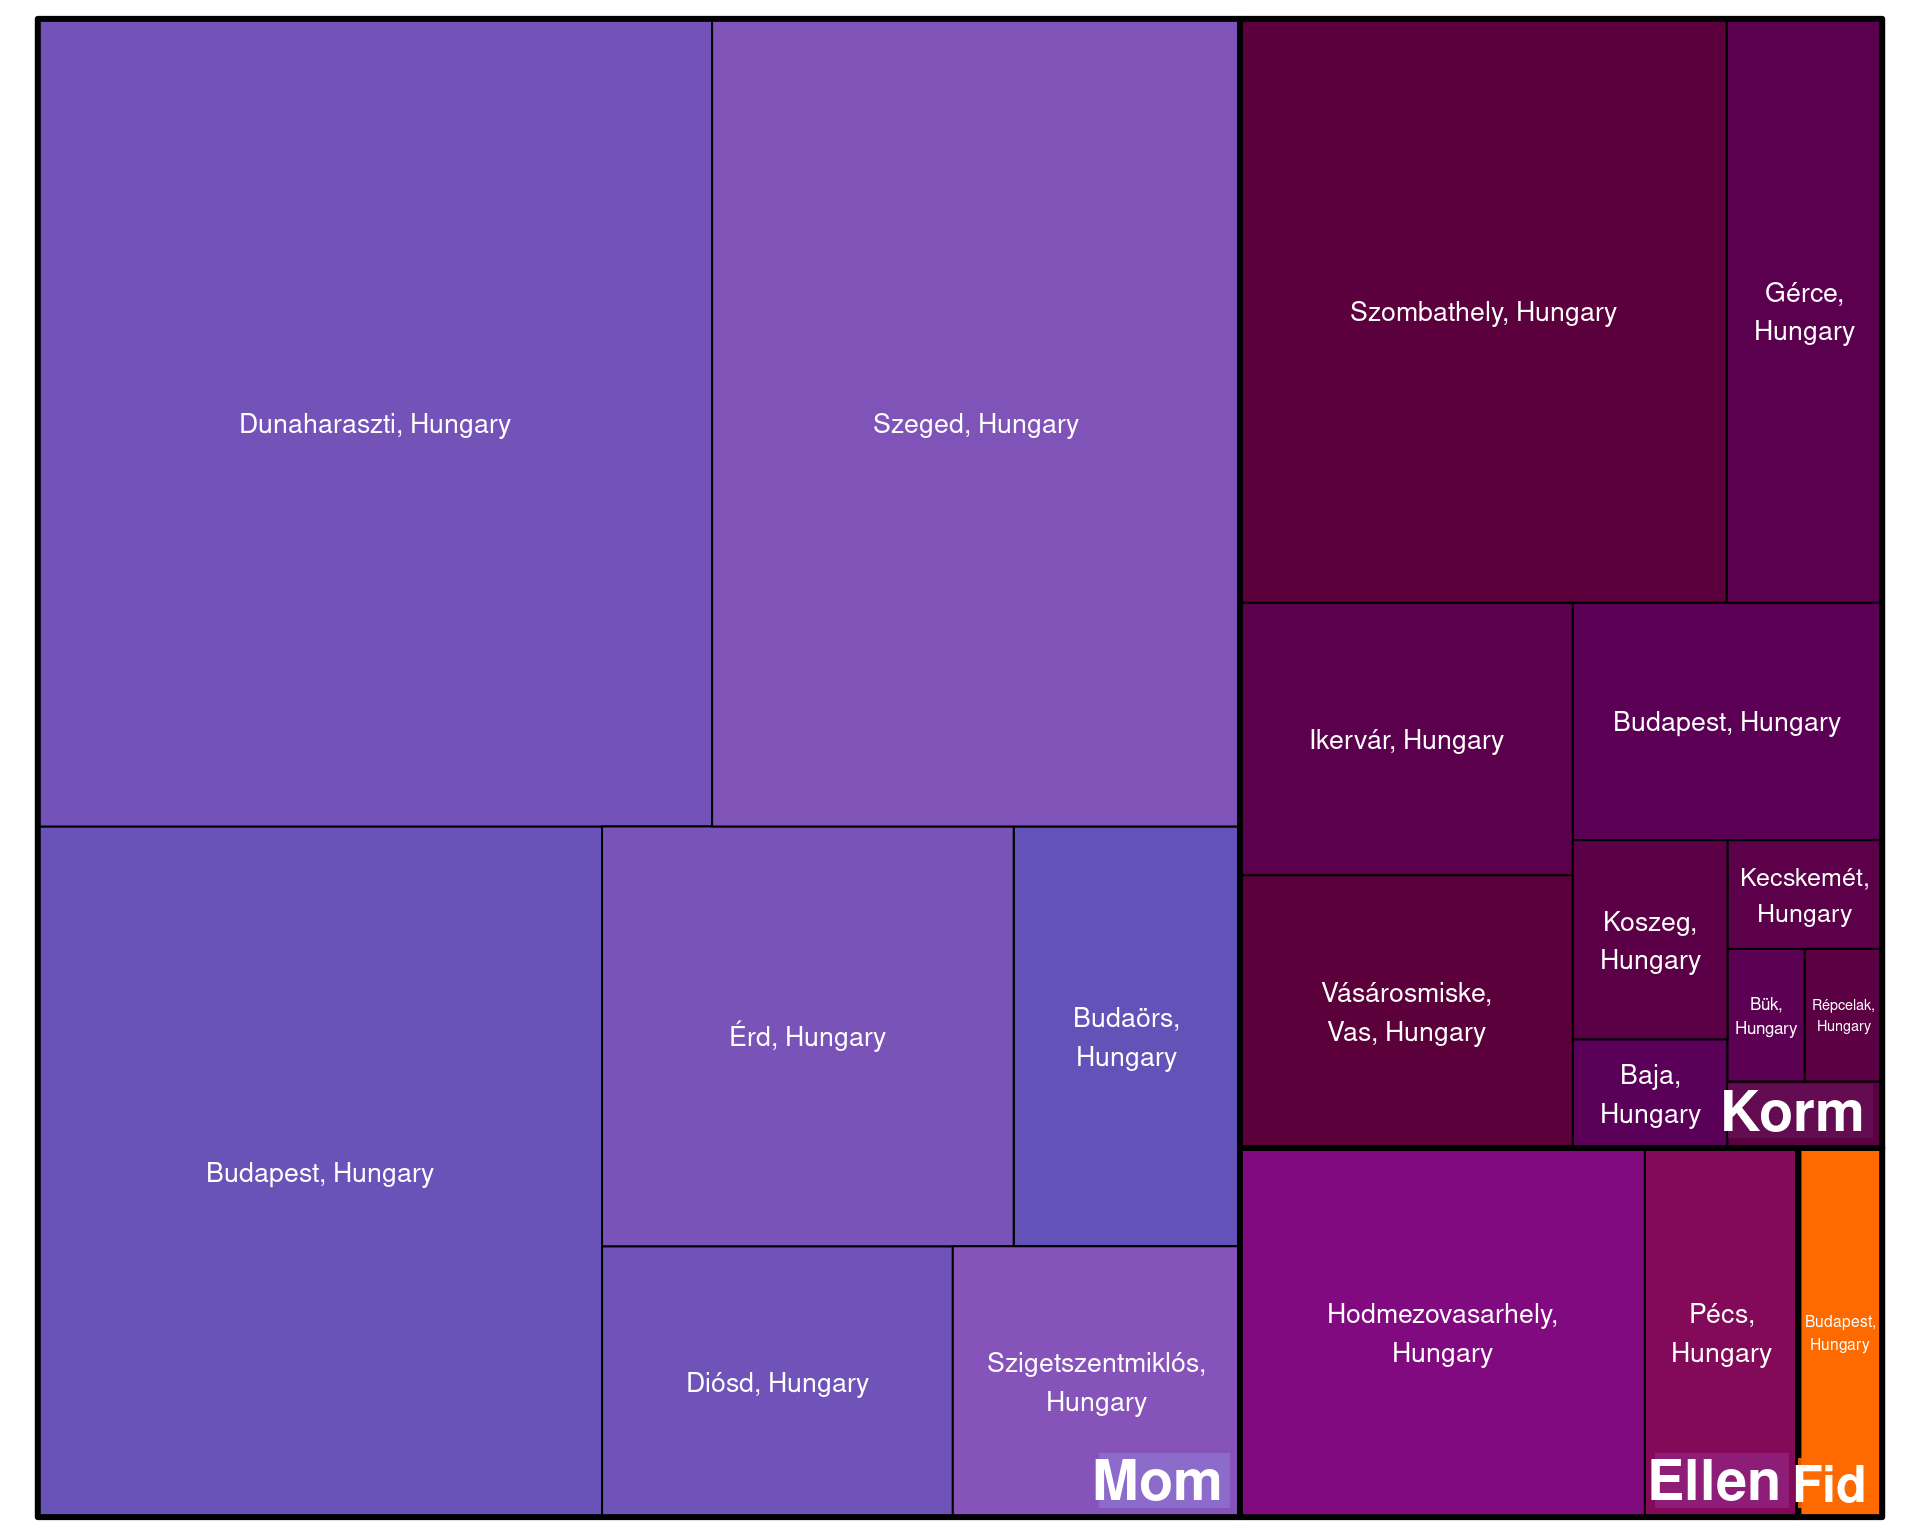 Dunaharaszti, Hungary
Szeged, Hungary
Budapest, Hungary
Érd, Hungary
Budaörs,
Hungary
Diósd, Hungary
Szigetszentmiklós,
Hungary
Mom
Szombathely, Hungary
Gérce,
Hungary
Ikervár, Hungary
Budapest, Hungary
Vásárosmiske,
Vas, Hungary
Koszeg,
Hungary
Kecskemét,
Hungary
Bük,
Hungary
Répcelak,
Hungary
Baja,
Hungary
Korm
Hodmezovasarhely,
Hungary
Pécs,
Hungary
Ellen
Budapest,
Hungary
Fid